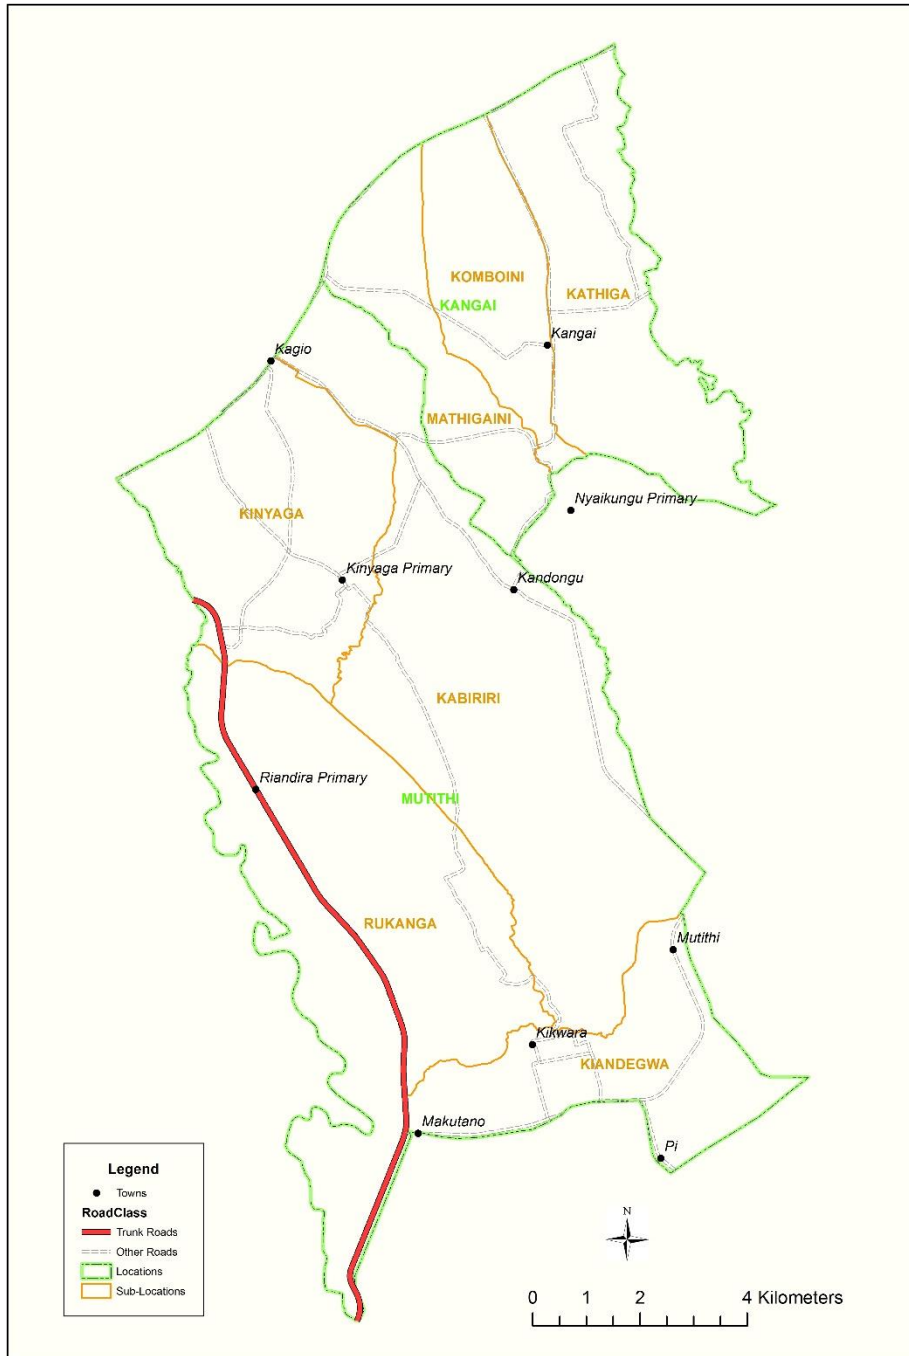 KOMBOINI
KATHIGA
KANGAI
Kangai
Kagio
MATHIGAINI
Nyaikungu Primary
KINYAGA
Kinyaga Primary
Kandongu
KABIRIRI
Riandira Primary
MUTITHI
RUKANGA
Mutithi
Kikwara
KIANDEGWA
Makutano
Pi
Legend
Towns
RoadClass
Trunk Roads
Other Roads
Locations
Sub-Locations
N
0 1 2 4 Kilometers